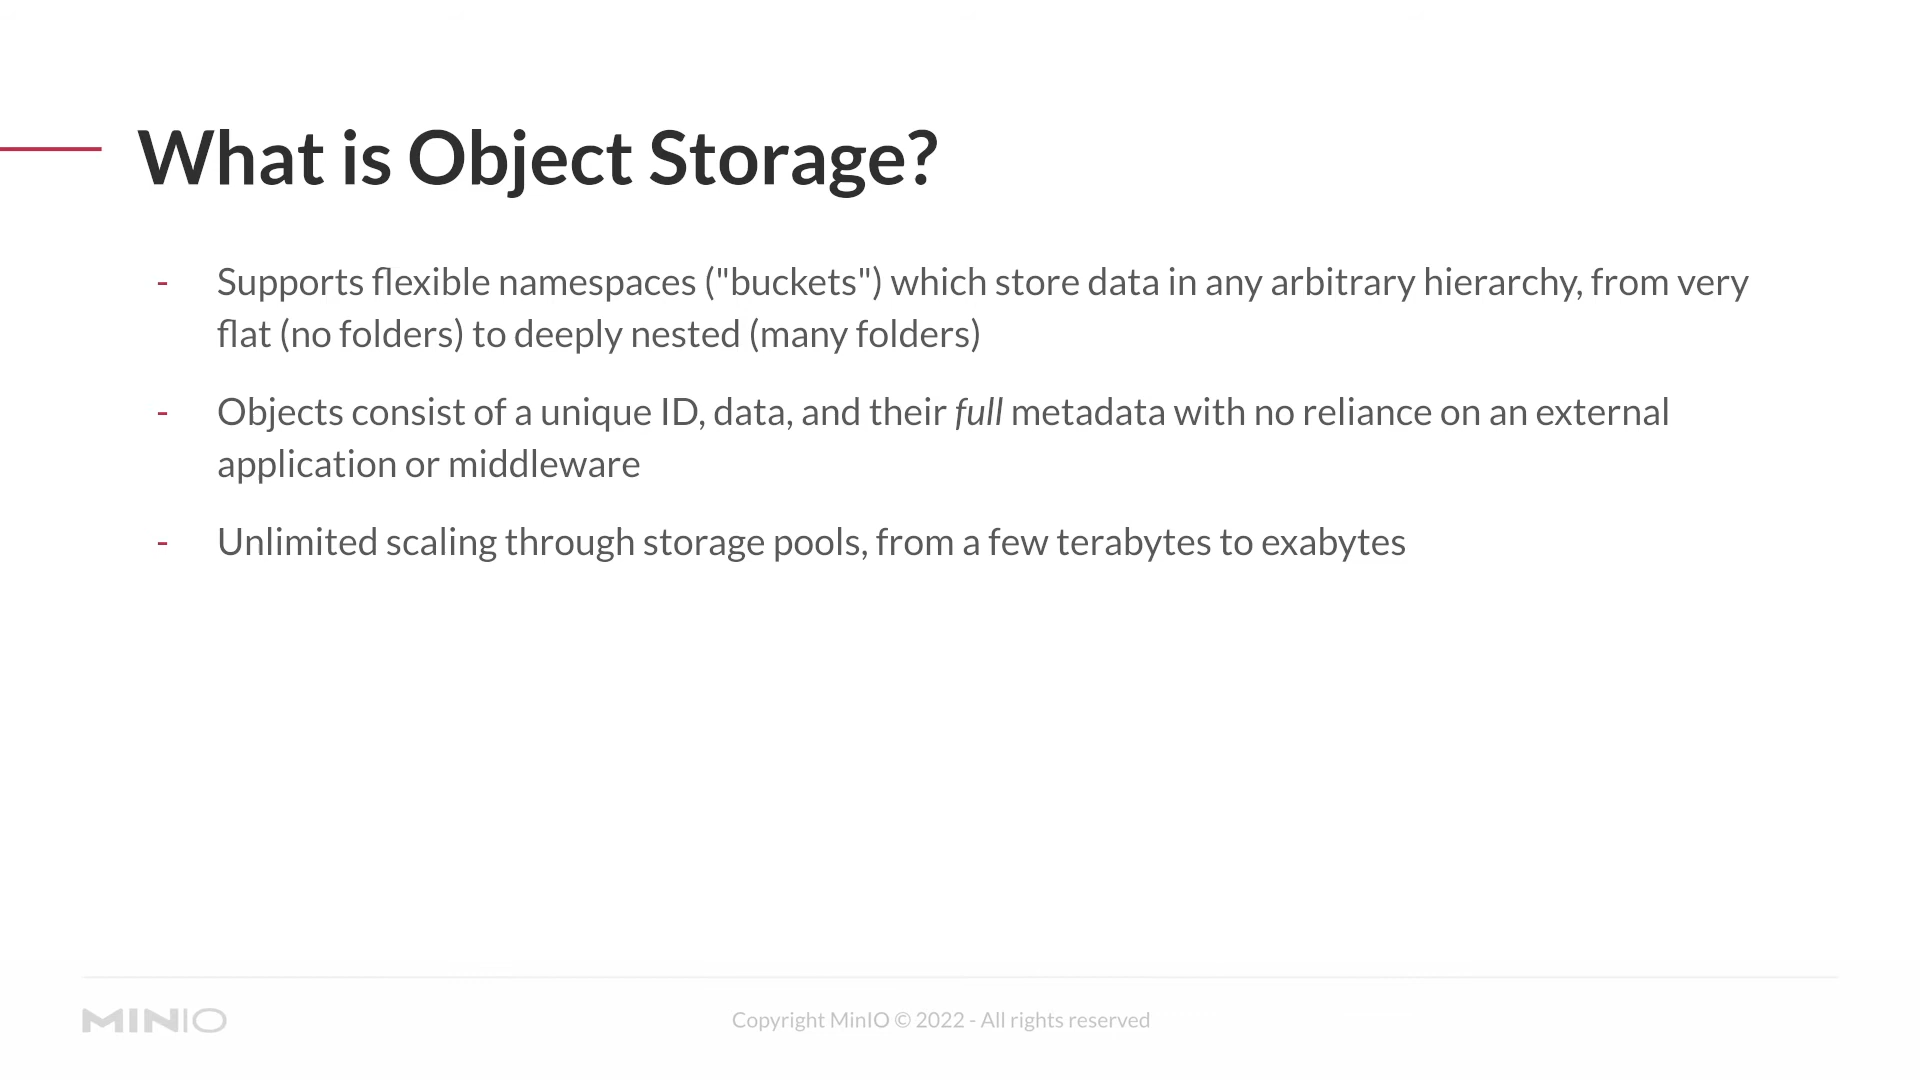 What is Object Storage?
- Supports flexible namespaces ("buckets") which store data in any arbitrary hierarchy, from very
flat (no folders) to deeply nested (many folders)
- Objects consist of a unique ID, data, and their full metadata with no reliance on an external
application or middleware
- Unlimited scaling through storage pools, from a few terabytes to exabytes
MINIO
Copyright MinIO © 2022 - All rights reserved